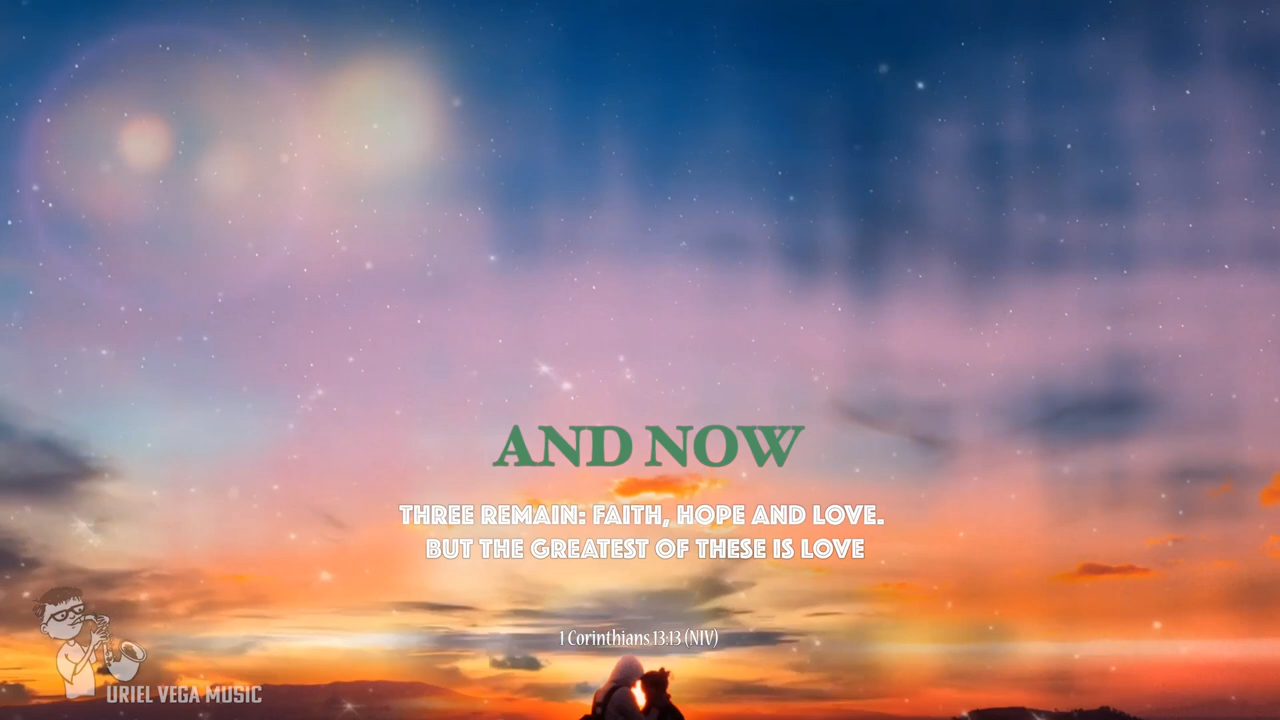 AND NOW
THREE REMAIN: FAITH, HOPE AND LOVE.
BUT THE GREATEST OF THESE IS LOVE
1 Corinthians 13:13 (NIV)
URIEL VEGA MUSIC